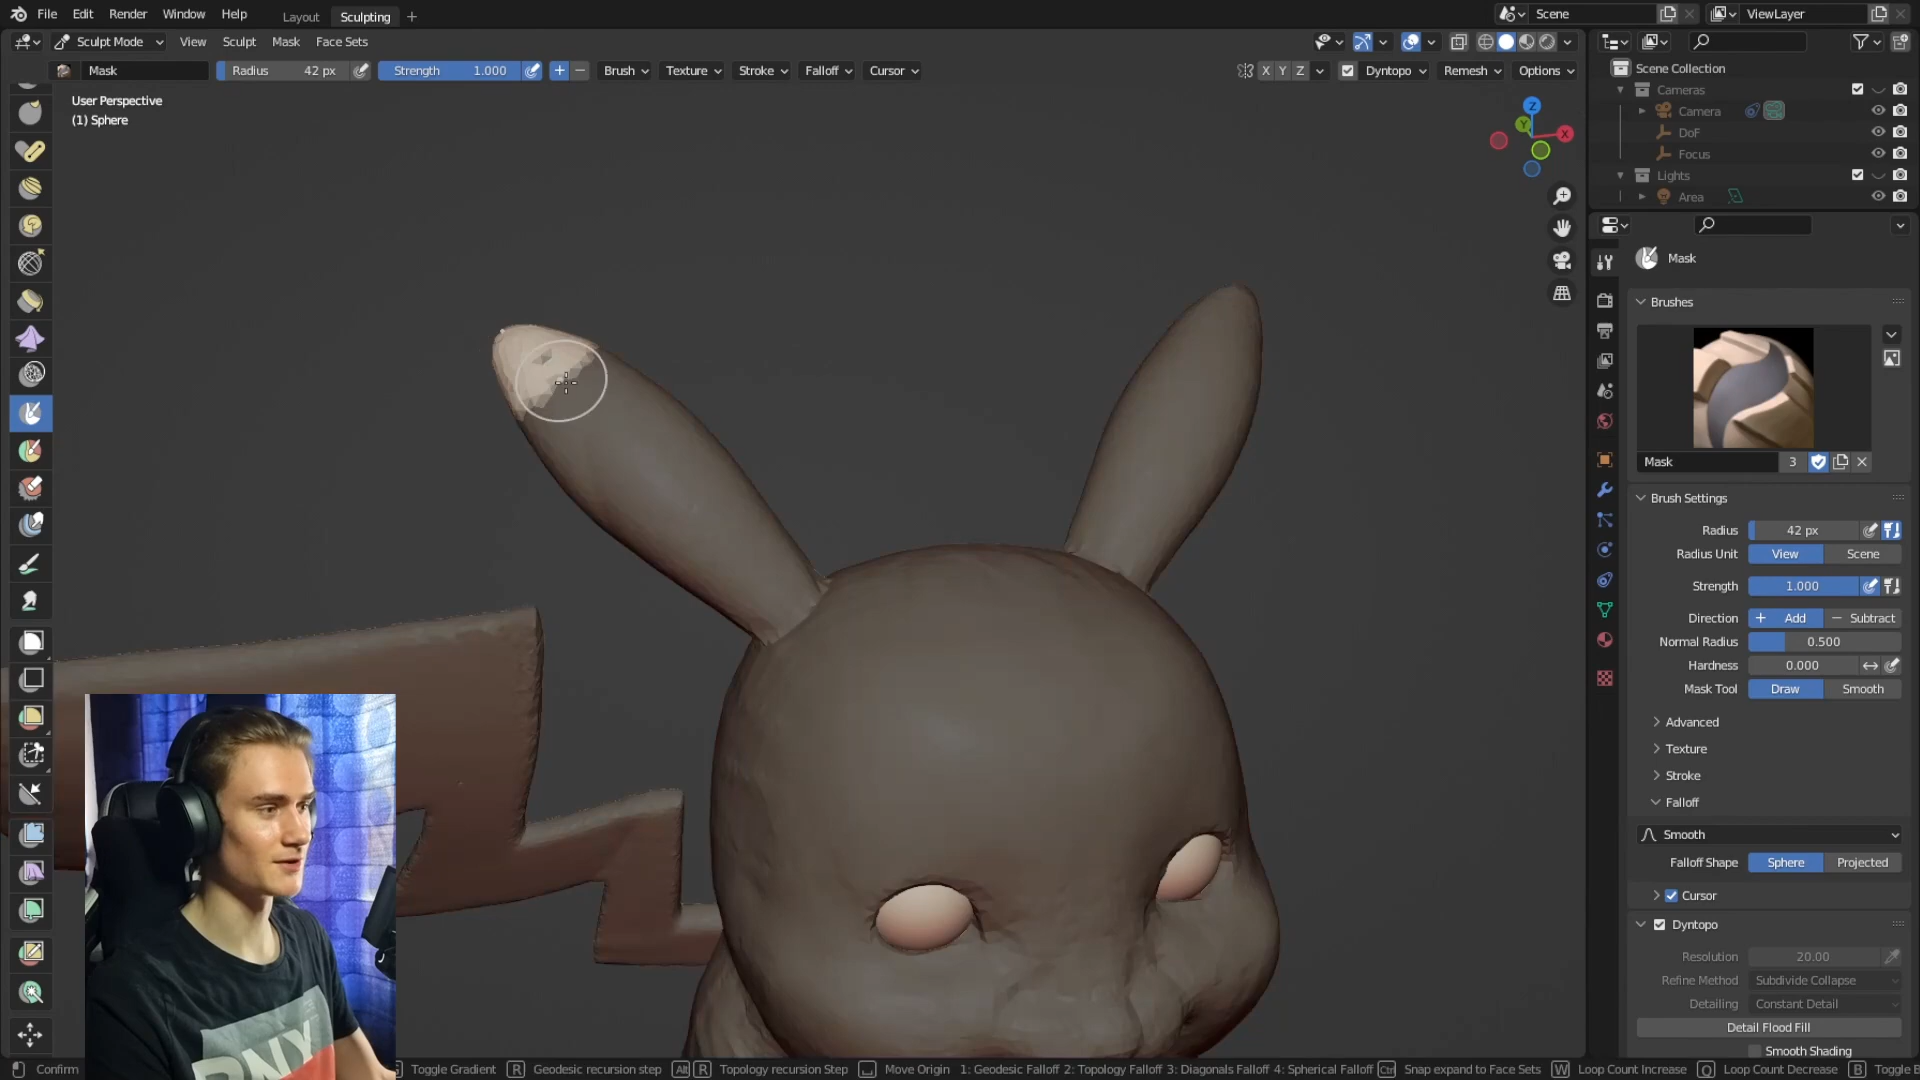 File Edit Render Window Help Layout Sculpting + Scene ViewLayer
Sculpt Mode View Sculpt Mask Face Sets
Mask Radius 42 px Strength 1.000 + − Brush Texture Stroke Falloff Cursor X Y Z Dyntopo Remesh Options
User Perspective
(1) Sphere
Z
Y
X
Scene Collection
Cameras
Camera
DoF
Focus
Lights
Area
Mask
Brushes
Mask 3
Brush Settings
Radius 42 px
Radius Unit View Scene
Strength 1.000
Direction + Add − Subtract
Normal Radius 0.500
Hardness 0.000
Mask Tool Draw Smooth
Advanced
Texture
Stroke
Falloff
Smooth
Falloff Shape Sphere Projected
Cursor
Dyntopo
Resolution 20.00
Refine Method Subdivide Collapse
Detailing Constant Detail
Detail Flood Fill
Smooth Shading
Confirm Toggle Gradient R Geodesic recursion step Alt R Topology recursion Step Move Origin 1: Geodesic Falloff 2: Topology Falloff 3: Diagonals Falloff 4: Spherical Falloff Ctrl Snap expand to Face Sets W Loop Count Increase Q Loop Count Decrease B